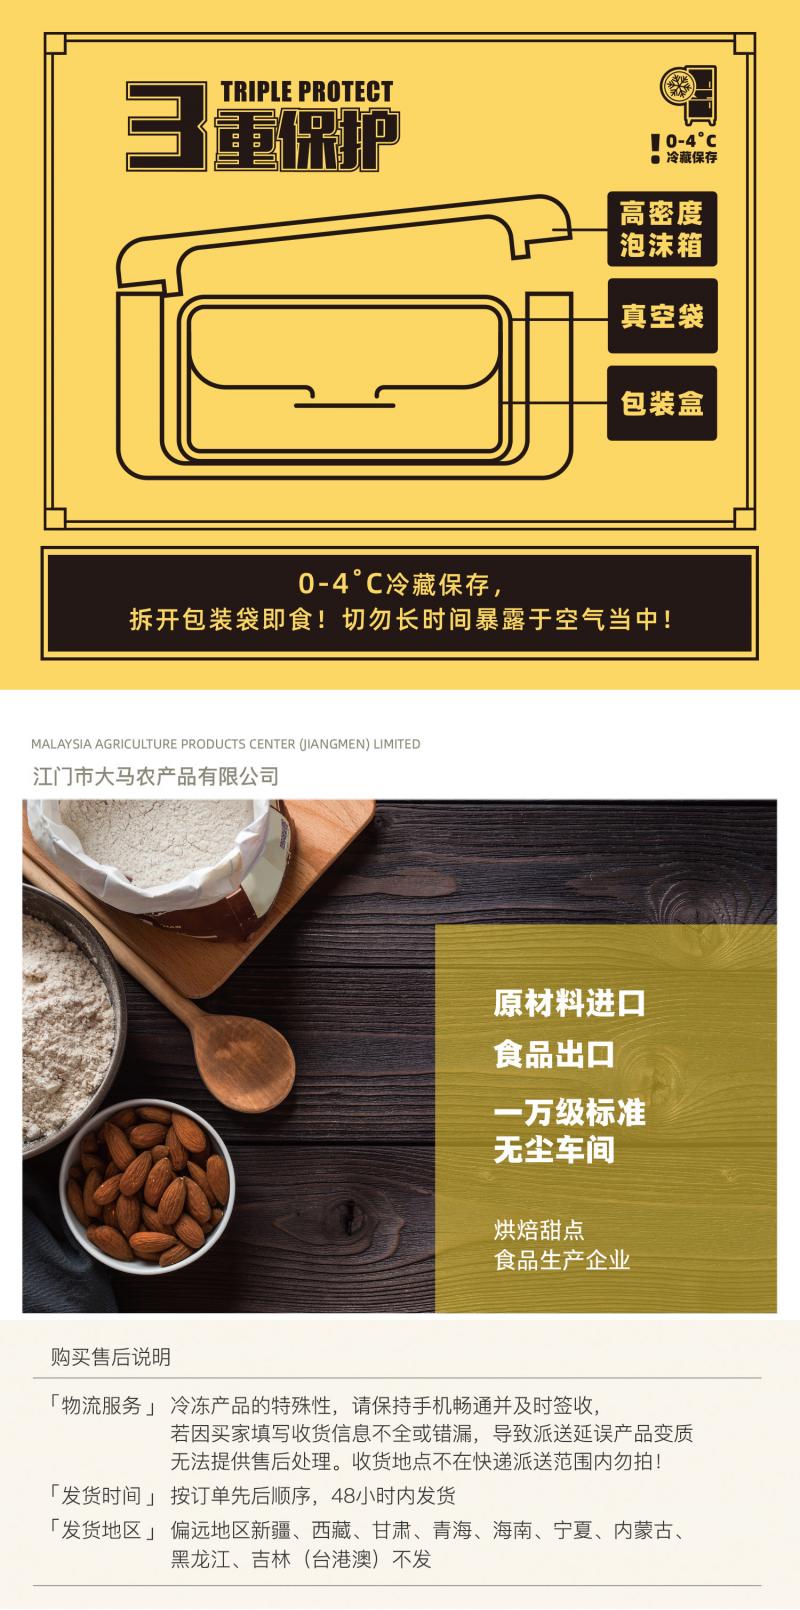 TRIPLE PROTECT
3重保护
0-4°C
冷藏保存
高密度
泡沫箱
真空袋
包装盒
0-4°C冷藏保存，
拆开包装袋即食！切勿长时间暴露于空气当中！
MALAYSIA AGRICULTURE PRODUCTS CENTER (JIANGMEN) LIMITED
江门市大马农产品有限公司
原材料进口
食品出口
一万级标准
无尘车间
烘焙甜点
食品生产企业
购买售后说明
「物流服务」冷冻产品的特殊性，请保持手机畅通并及时签收，
若因买家填写收货信息不全或错漏，导致派送延误产品变质
无法提供售后处理。收货地点不在快递派送范围内勿拍！
「发货时间」按订单先后顺序，48小时内发货
「发货地区」偏远地区新疆、西藏、甘肃、青海、海南、宁夏、内蒙古、
黑龙江、吉林（台港澳）不发